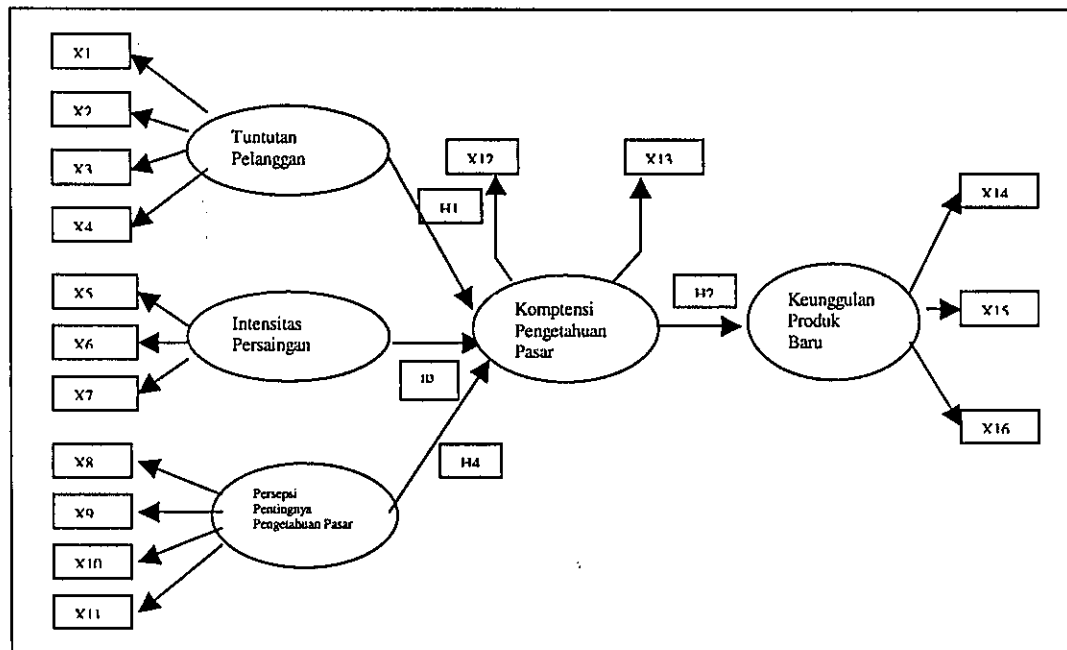 X1
X2
X3
X4
Tuntutan
Pelanggan
X12
X13
H1
X5
X6
X7
Intensitas
Persaingan
Komptensi
Pengetahuan
Pasar
H2
Keunggulan
Produk
Baru
X14
X15
X16
X8
X9
X10
X11
Persepsi
Pentingnya
Pengetahuan Pasar
H4